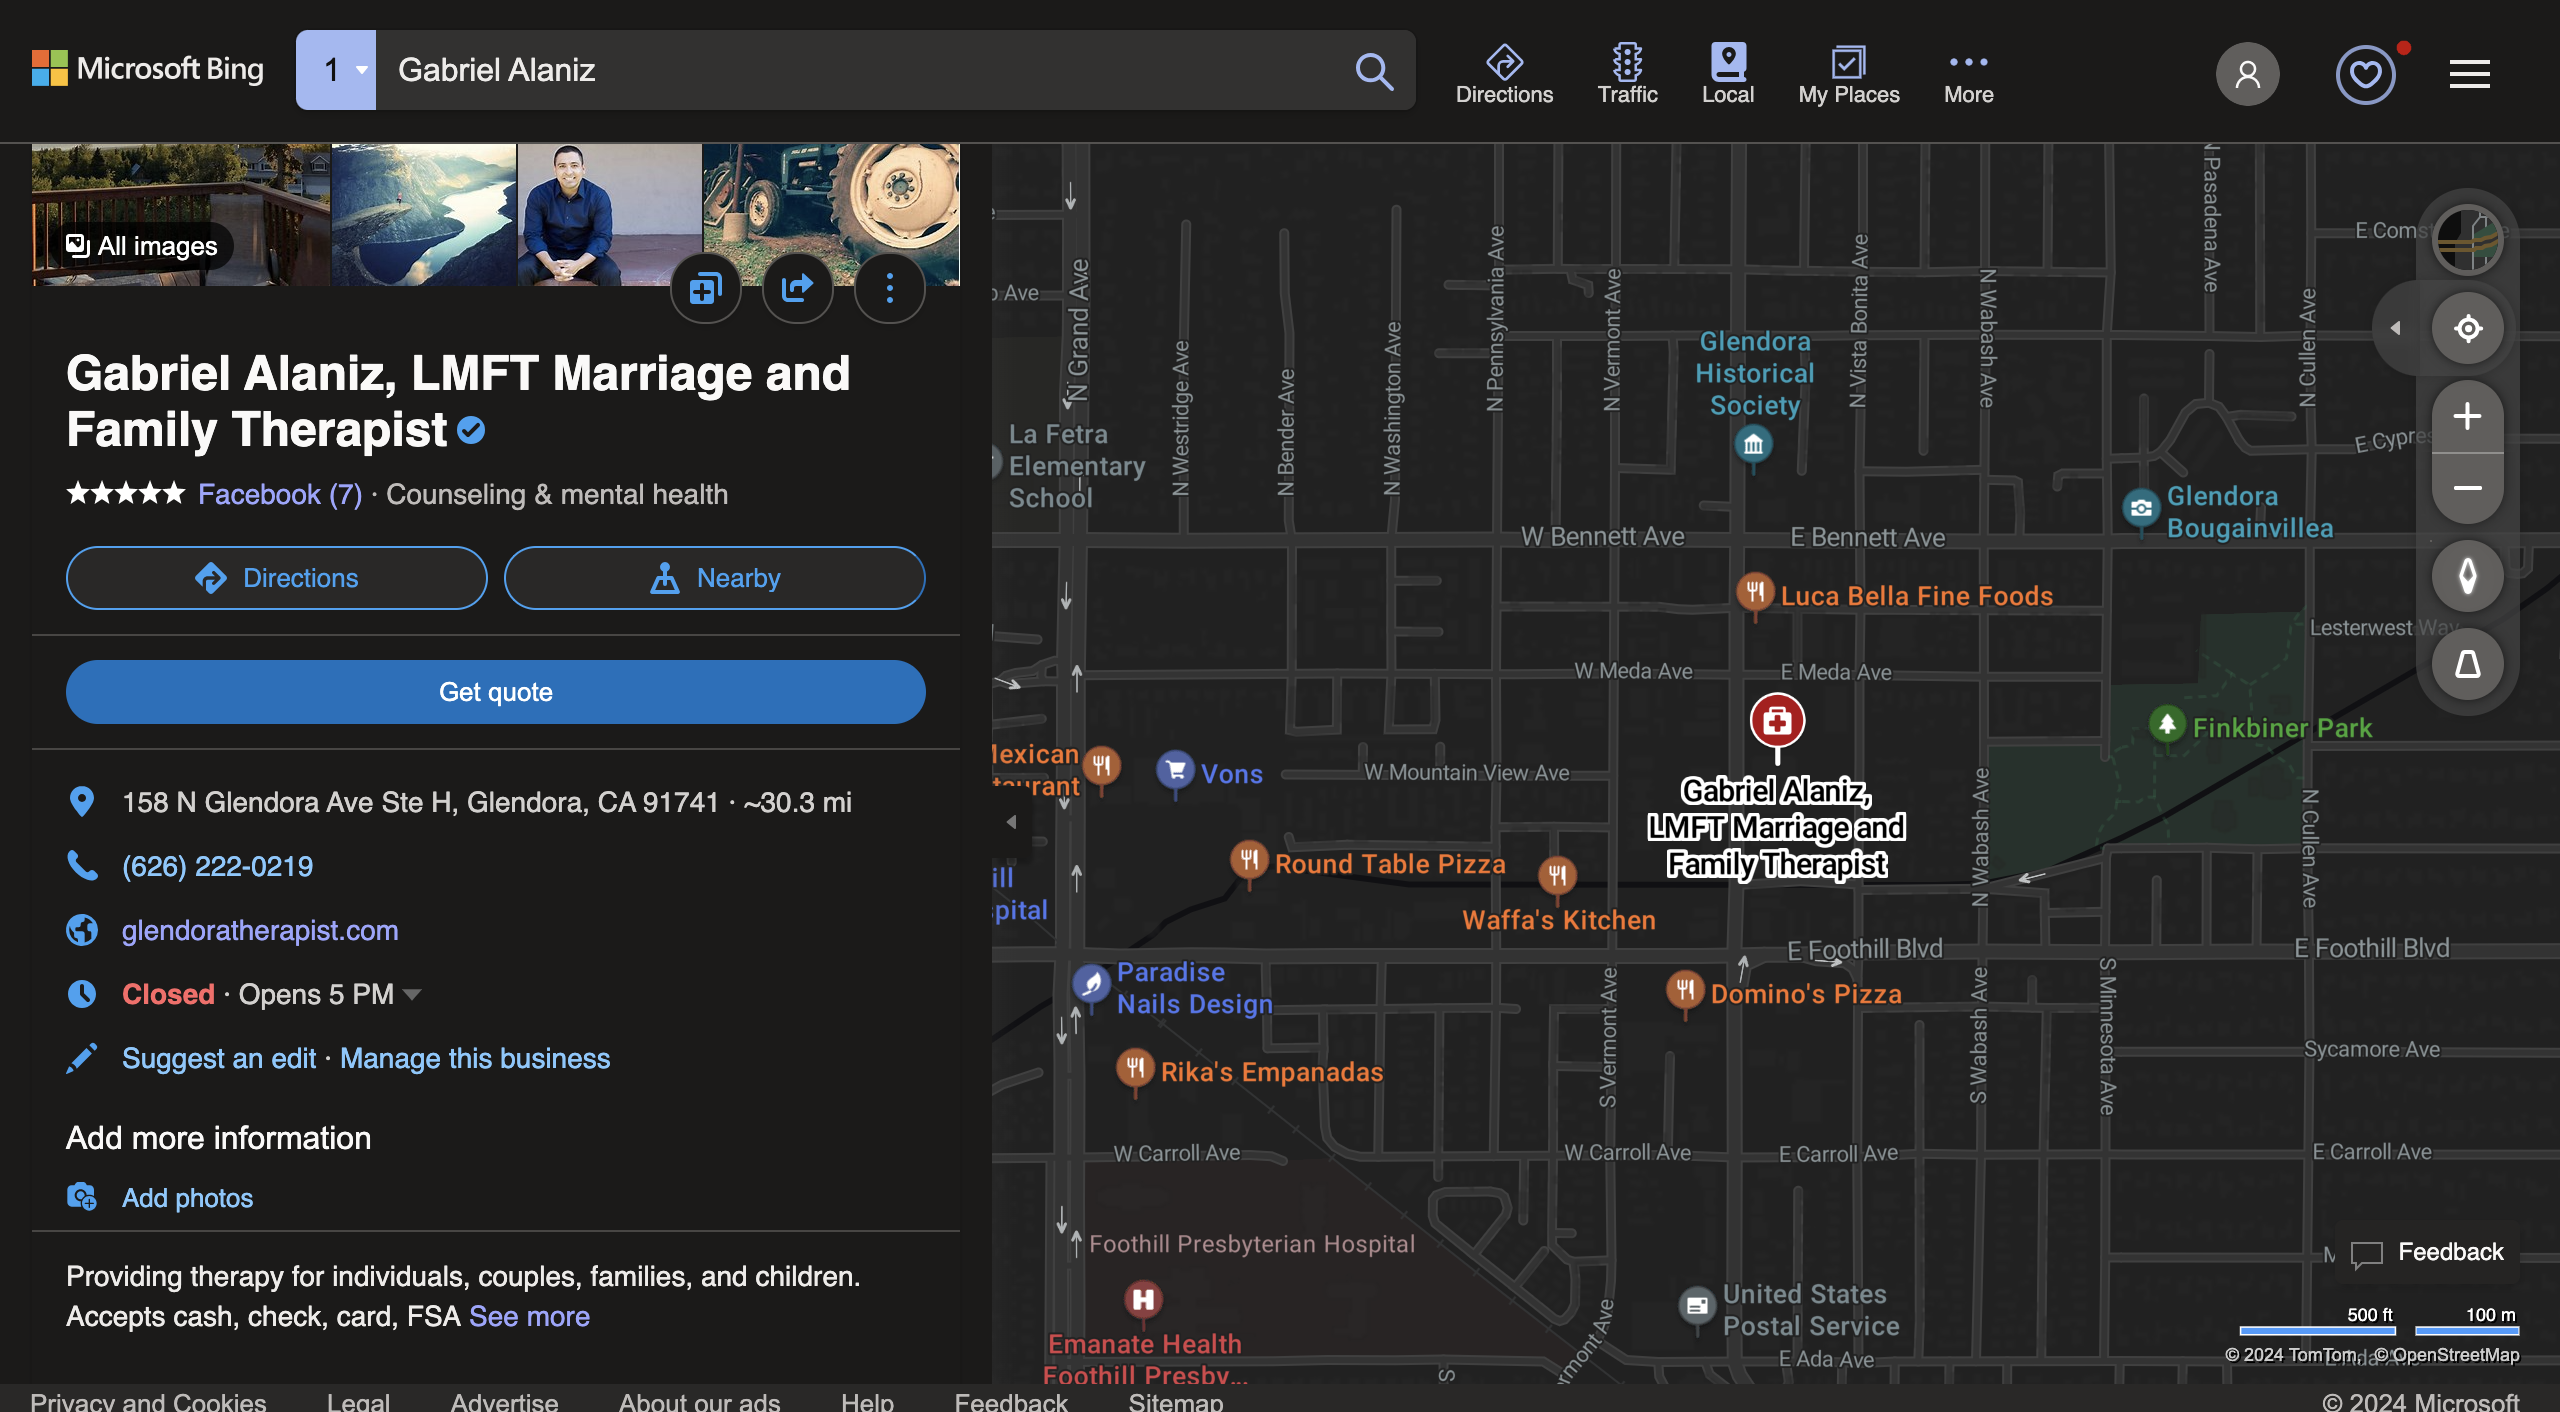 Microsoft Bing
1
Gabriel Alaniz
Directions
Traffic
Local
My Places
More
All images
Gabriel Alaniz, LMFT Marriage and
Family Therapist
Facebook (7) · Counseling & mental health
Directions
Nearby
Get quote
158 N Glendora Ave Ste H, Glendora, CA 91741 · ~30.3 mi
(626) 222-0219
glendoratherapist.com
Closed · Opens 5 PM
Suggest an edit · Manage this business
Add more information
Add photos
Providing therapy for individuals, couples, families, and children.
Accepts cash, check, card, FSA See more
N Pasadena Ave
E Coms
Ave
N Grand Ave
N Westridge Ave
N Bender Ave
N Washington Ave
N Pennsylvania Ave
N Vermont Ave
N Vista Bonita Ave
N Wabash Ave
N Cullen Ave
Glendora
Historical
Society
La Fetra
Elementary
School
E Cypres
Glendora
Bougainvillea
W Bennett Ave
E Bennett Ave
Luca Bella Fine Foods
Lesterwest Way
W Meda Ave
E Meda Ave
Finkbiner Park
Mexican
Vons
W Mountain View Ave
Gabriel Alaniz,
LMFT Marriage and
Family Therapist
N Wabash Ave
N Cullen Ave
Round Table Pizza
Waffa's Kitchen
ill
spital
E Foothill Blvd
E Foothill Blvd
Paradise
Nails Design
Domino's Pizza
S Vermont Ave
S Wabash Ave
S Minnesota Ave
Sycamore Ave
Rika's Empanadas
W Carroll Ave
W Carroll Ave
E Carroll Ave
E Carroll Ave
Foothill Presbyterian Hospital
Emanate Health
Foothill Presby...
United States
Postal Service
E Ada Ave
rmont Ave
S
Feedback
500 ft
100 m
© 2024 TomTom, © OpenStreetMap
Privacy and Cookies
Legal
Advertise
About our ads
Help
Feedback
Sitemap
© 2024 Microsoft